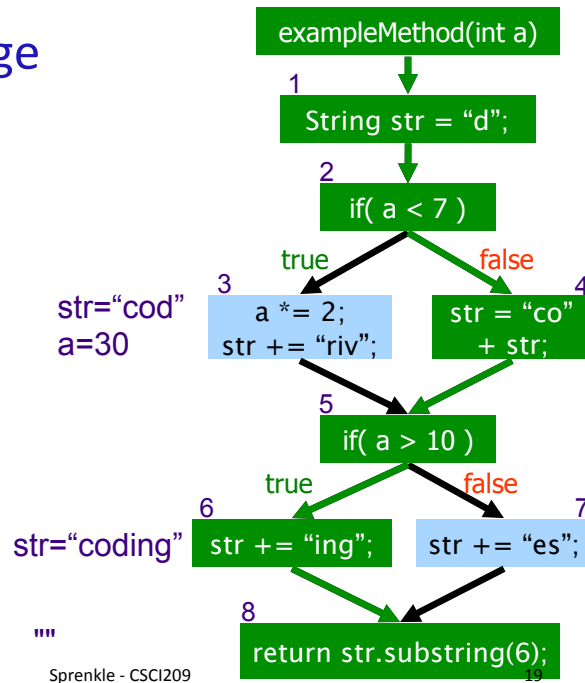 ge
exampleMethod(int a)
1
String str = “d”;
2
if( a < 7 )
true
false
3
4
str=“cod”
a=30
a *= 2;
str += “riv”;
str = “co”
+ str;
5
if( a > 10 )
true
false
6
7
str=“coding”
str += “ing”;
str += “es”;
8
""
return str.substring(6);
Sprenkle - CSCI209
19